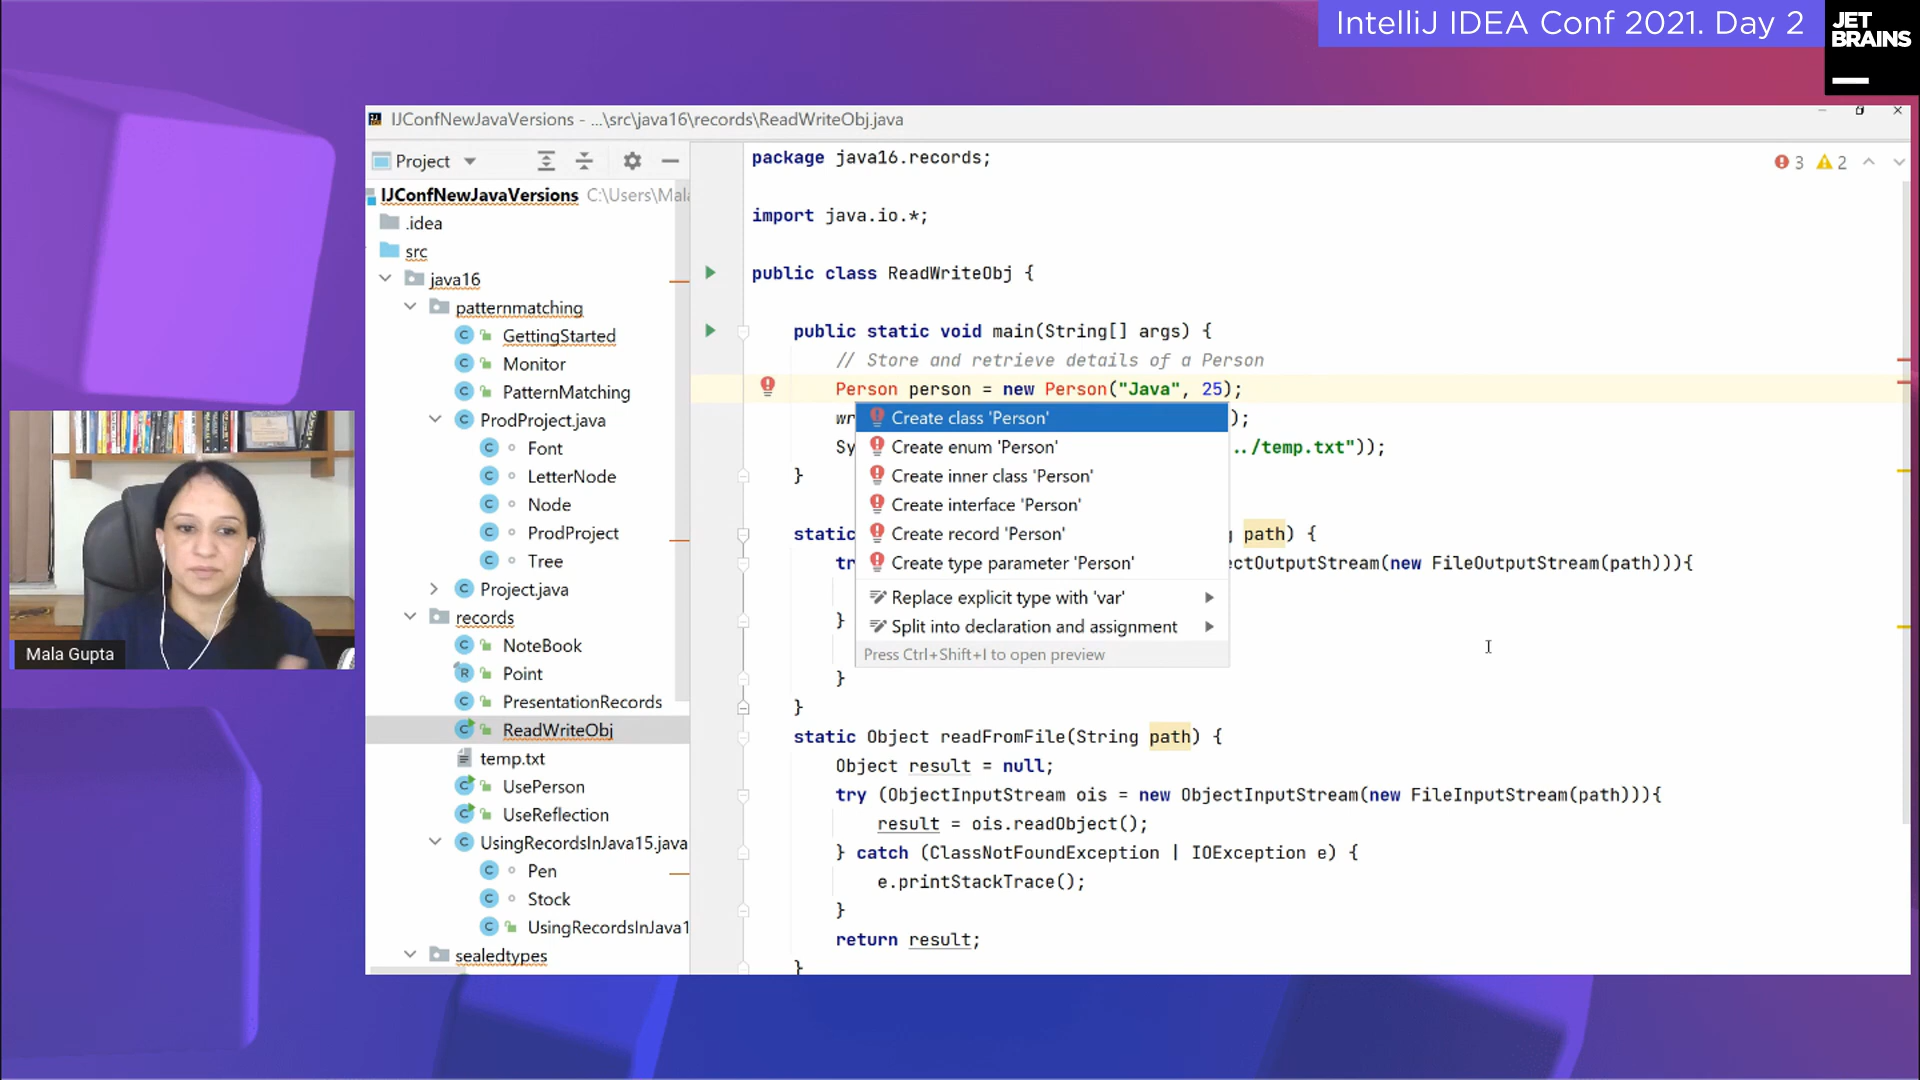 IntelliJ IDEA Conf 2021. Day 2
JET
BRAINS
IJConfNewJavaVersions - ...\src\java16\records\ReadWriteObj.java
Project
IJConfNewJavaVersions C:\Users\Mala
.idea
src
java16
patternmatching
GettingStarted
Monitor
PatternMatching
ProdProject.java
Font
LetterNode
Node
ProdProject
Tree
Project.java
records
NoteBook
Point
PresentationRecords
ReadWriteObj
temp.txt
UsePerson
UseReflection
UsingRecordsInJava15.java
Pen
Stock
UsingRecordsInJava1
sealedtypes
3 2
package java16.records;
import java.io.*;
public class ReadWriteObj {
public static void main(String[] args) {
// Store and retrieve details of a Person
Person person = new Person("Java", 25);
wr );
Sy ../temp.txt"));
}
static path) {
tr ectOutputStream(new FileOutputStream(path))){
}
}
}
static Object readFromFile(String path) {
Object result = null;
try (ObjectInputStream ois = new ObjectInputStream(new FileInputStream(path))){
result = ois.readObject();
} catch (ClassNotFoundException | IOException e) {
e.printStackTrace();
}
return result;
}
Create class 'Person'
Create enum 'Person'
Create inner class 'Person'
Create interface 'Person'
Create record 'Person'
Create type parameter 'Person'
Replace explicit type with 'var'
Split into declaration and assignment
Press Ctrl+Shift+I to open preview
Mala Gupta